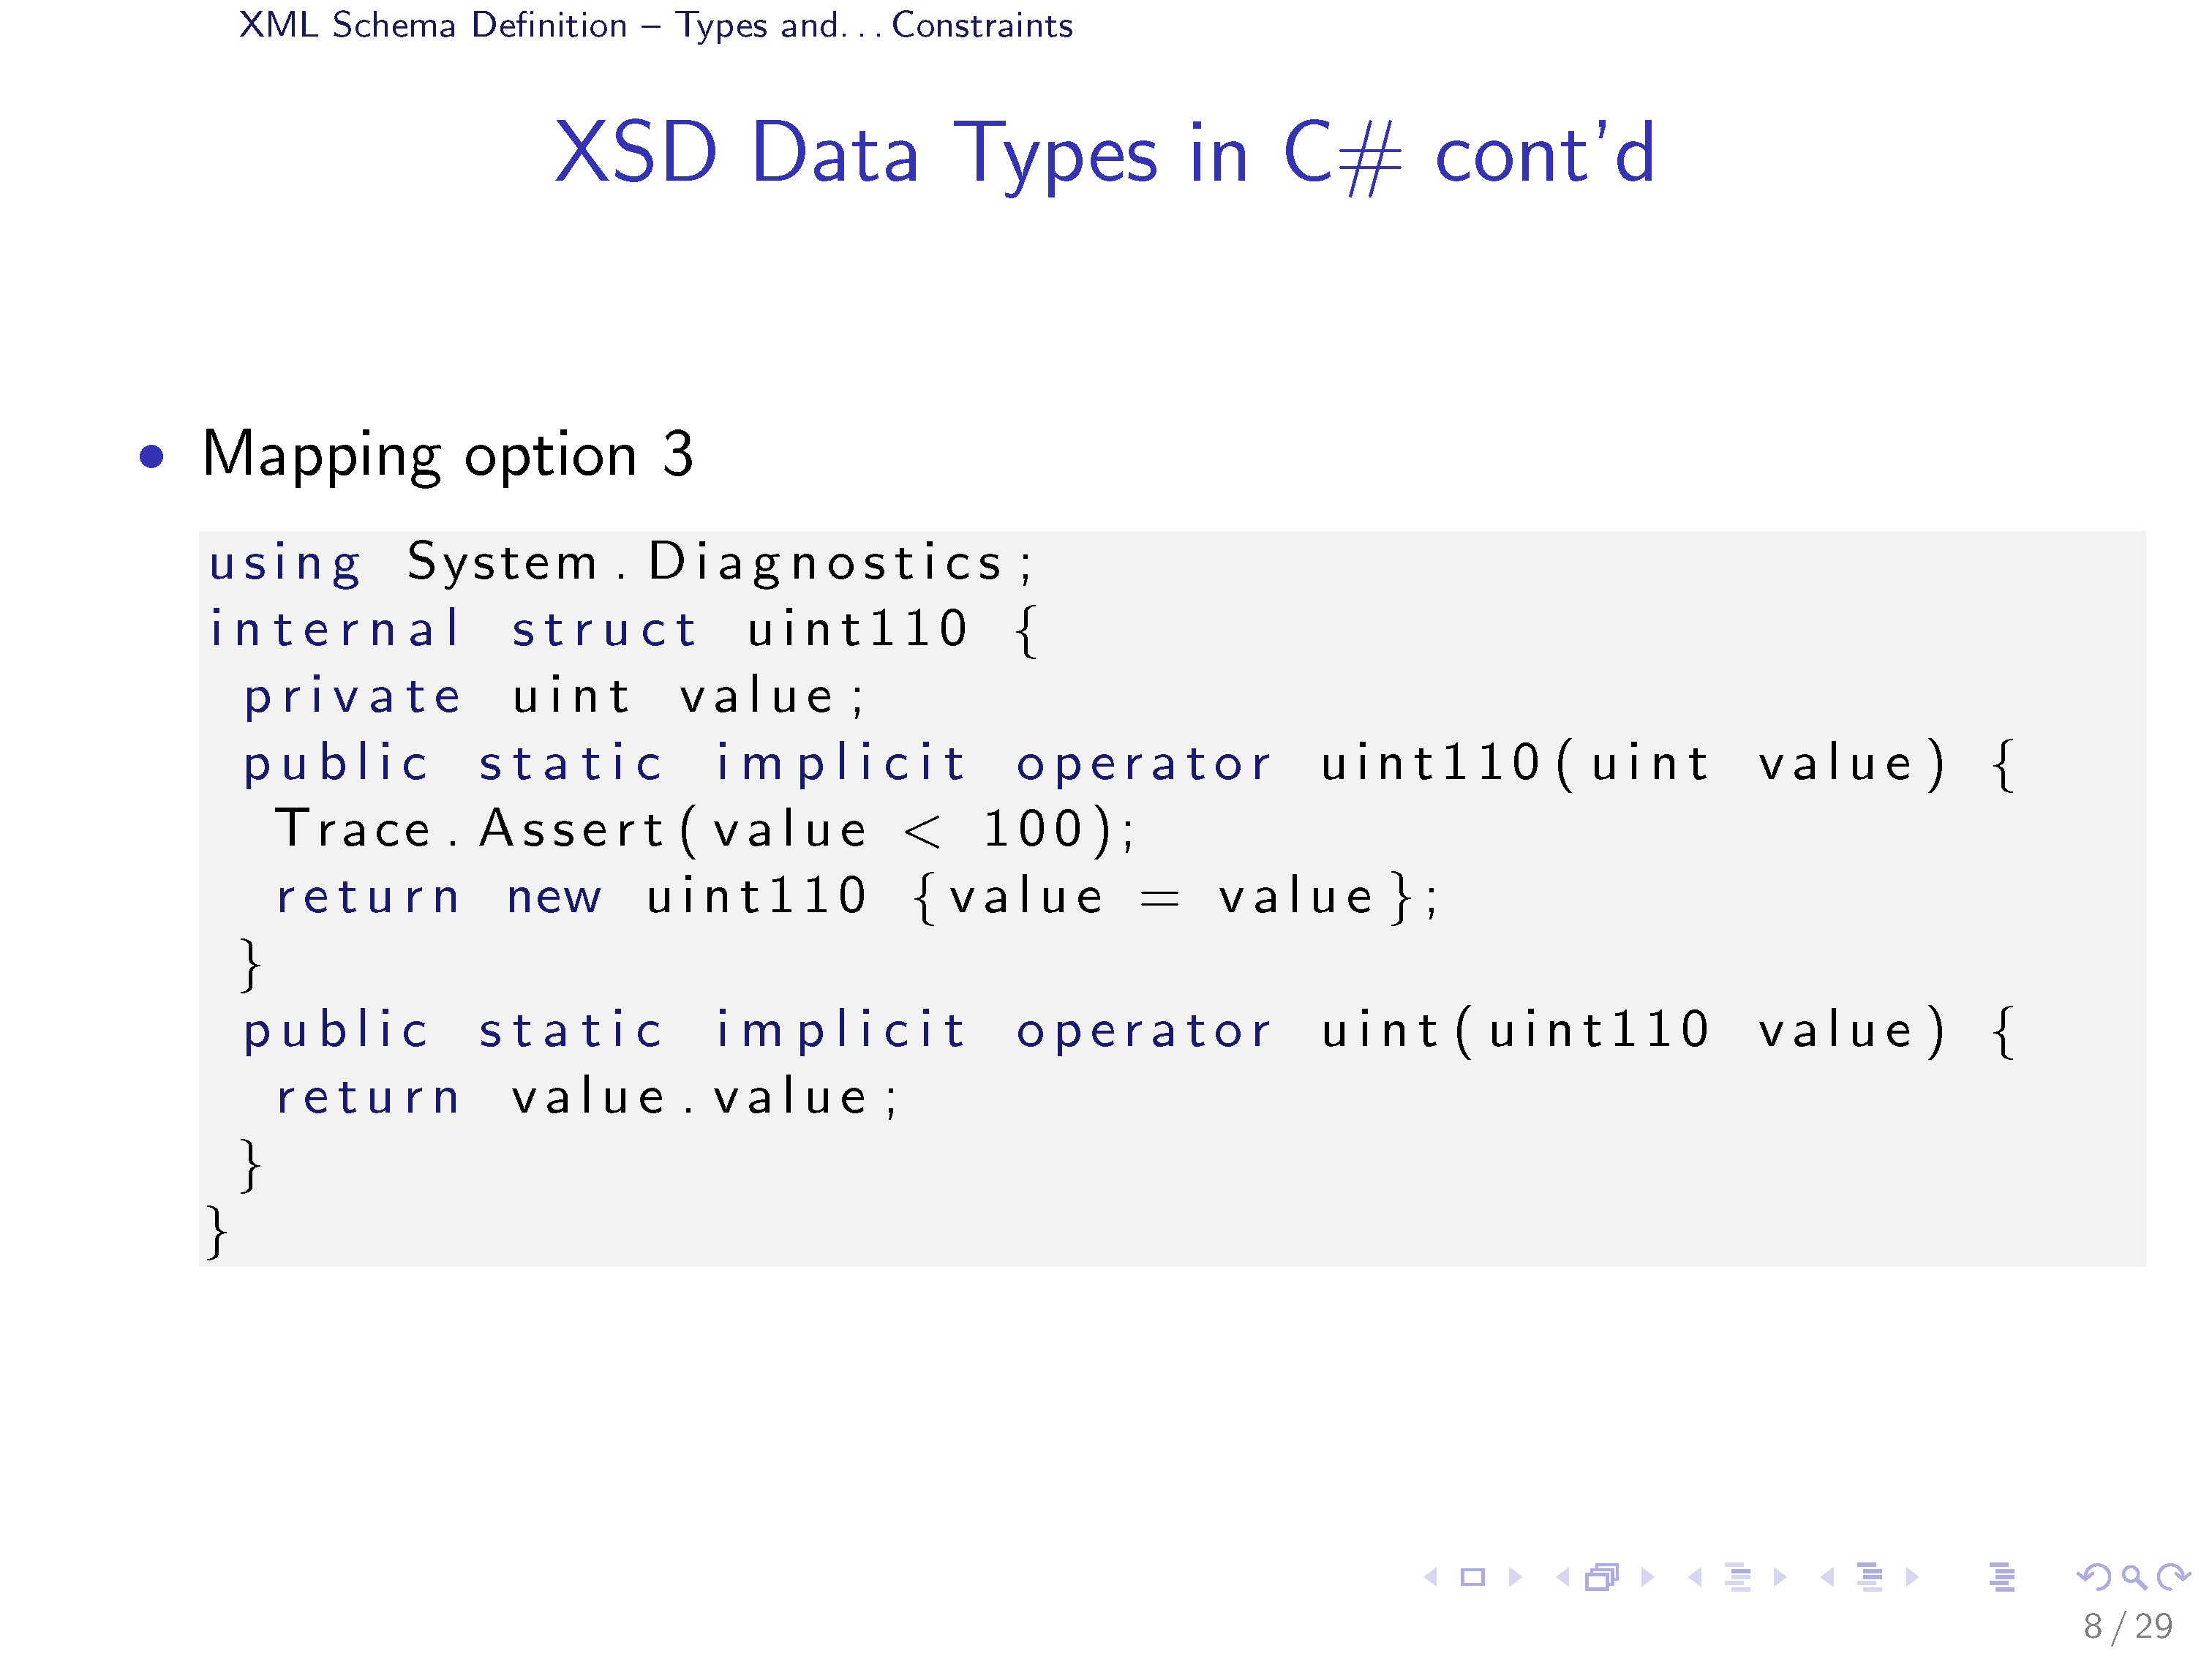 XML Schema Definition – Types and... Constraints
XSD Data Types in C# cont'd
• Mapping option 3
using System.Diagnostics;
internal struct uint110 {
private uint value;
public static implicit operator uint110(uint value) {
Trace.Assert(value < 100);
return new uint110 {value = value};
}
public static implicit operator uint(uint110 value) {
return value.value;
}
}
8 / 29